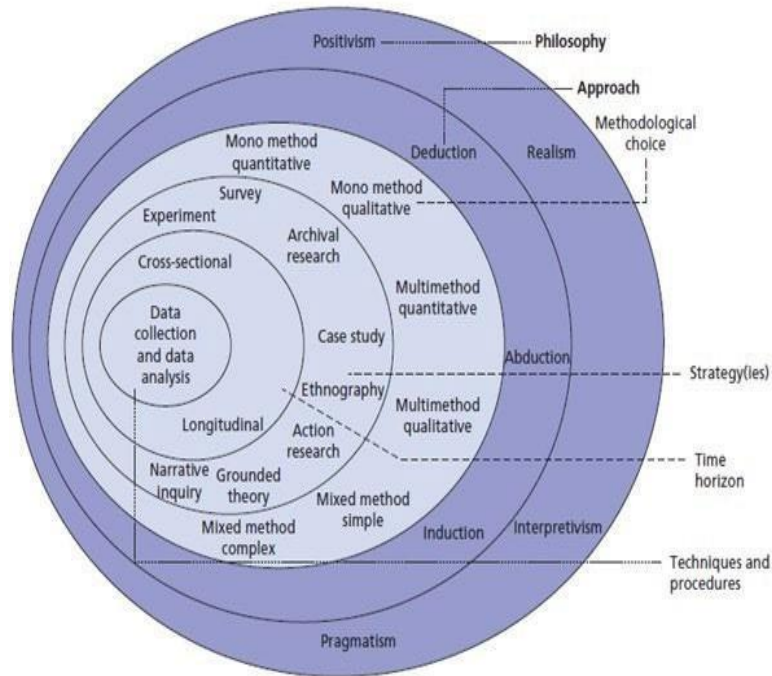 Positivism
Philosophy
Approach
Methodological
choice
Mono method
quantitative
Deduction
Realism
Survey
Mono method
qualitative
Experiment
Archival
research
Cross-sectional
Multimethod
quantitative
Data
collection
and data
analysis
Case study
Abduction
Strategy(ies)
Ethnography
Multimethod
qualitative
Longitudinal
Action
research
Time
horizon
Narrative
inquiry
Grounded
theory
Mixed method
simple
Mixed method
complex
Induction
Interpretivism
Techniques and
procedures
Pragmatism